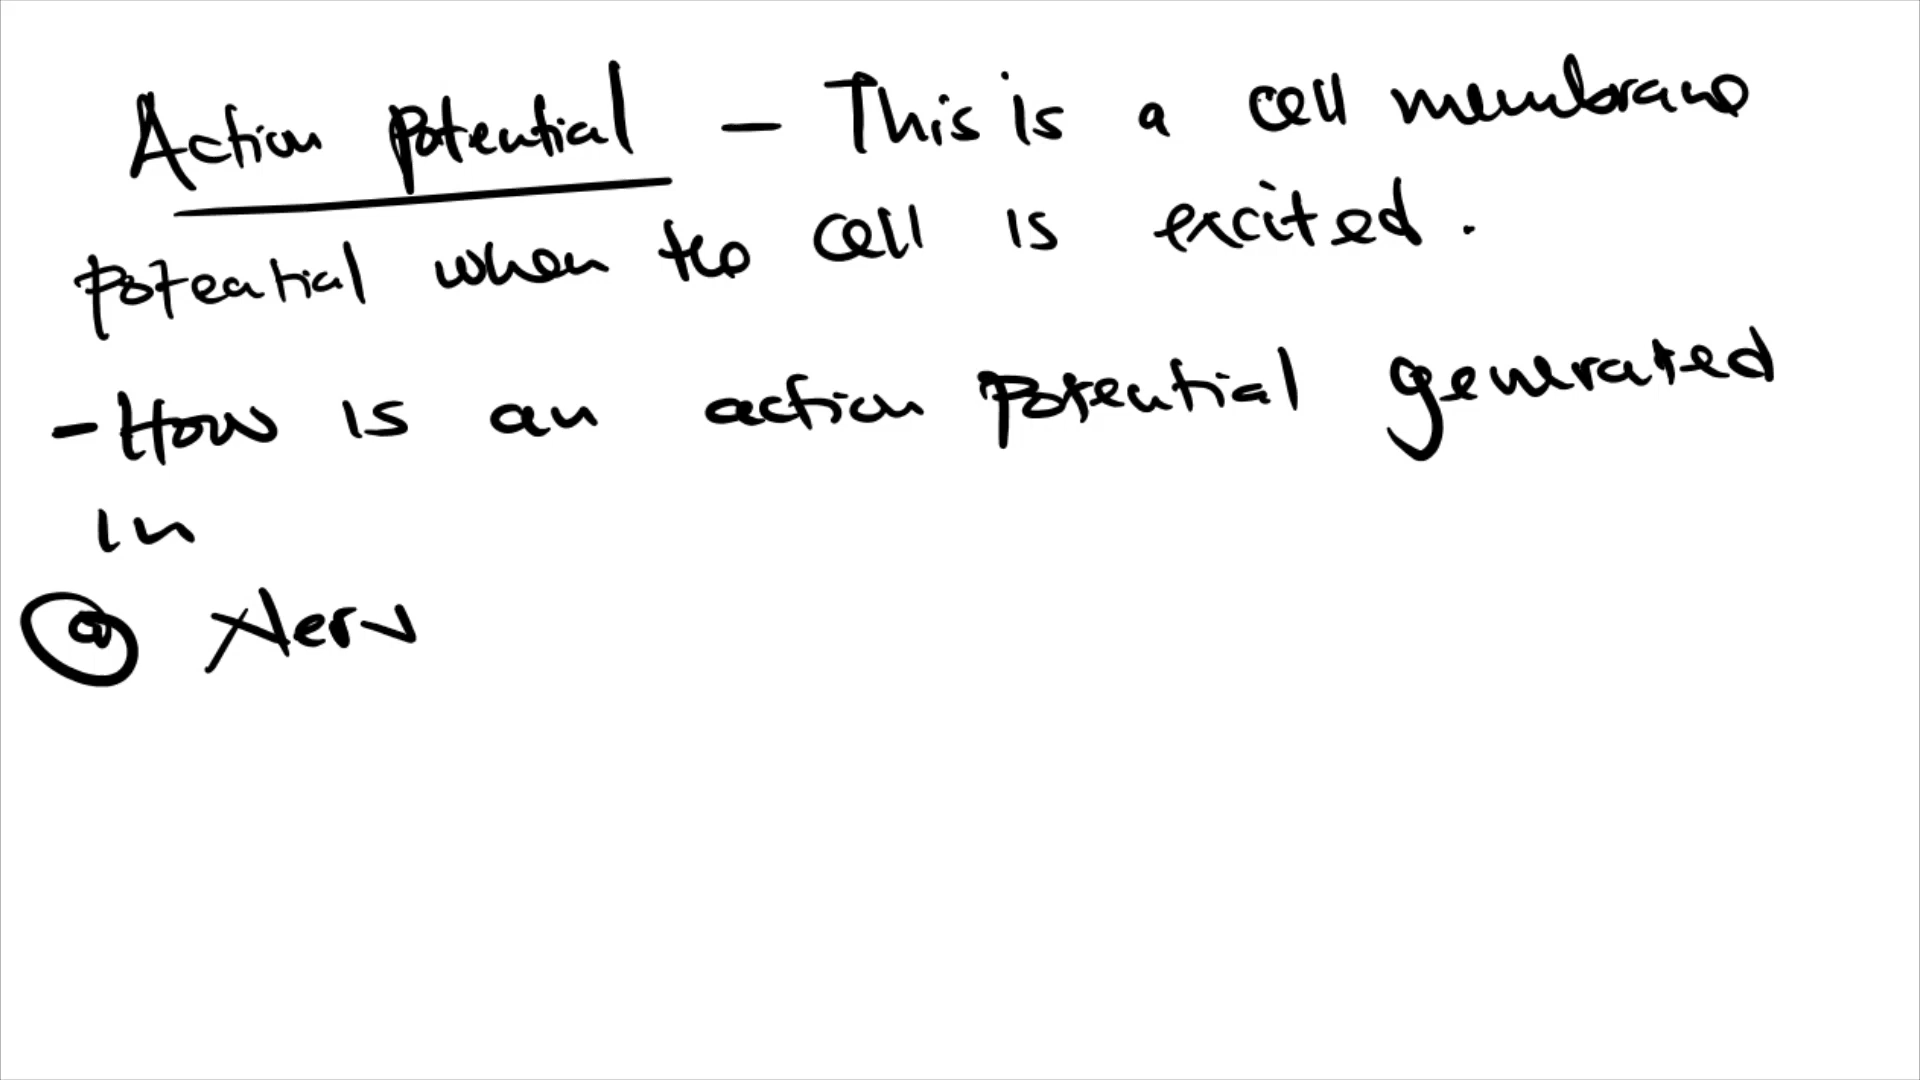 Action potential – This is a cell membrane
potential when the cell is excited.
- How is an action potential generated
in
ⓐ Nerv